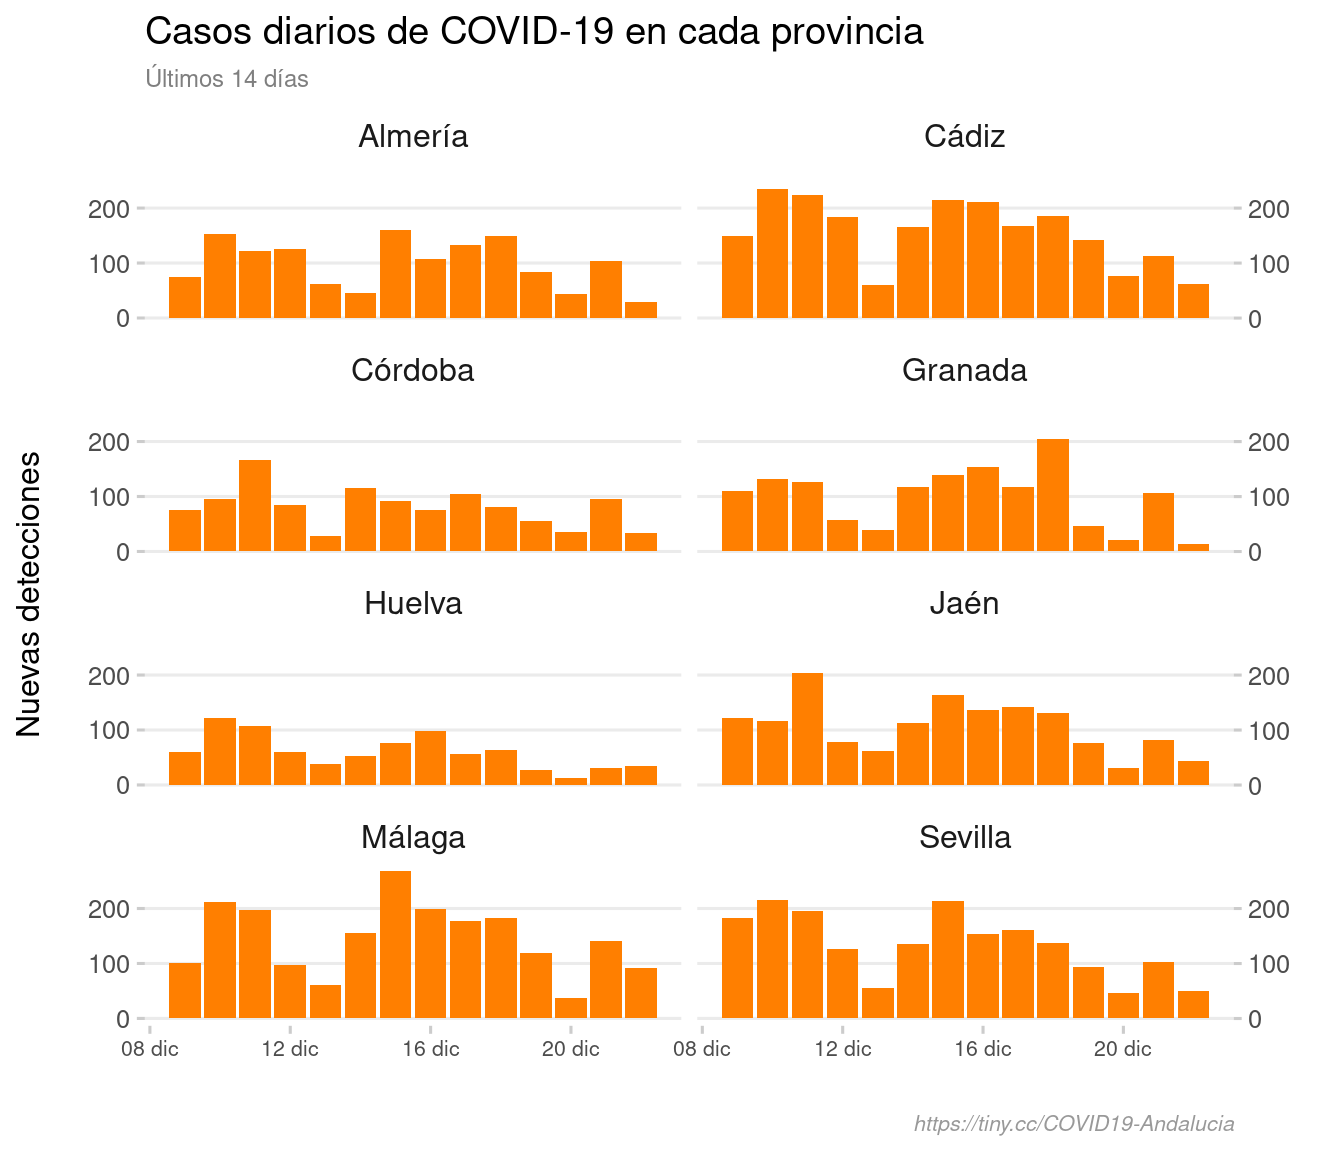 Casos diarios de COVID-19 en cada provincia
Últimos 14 días
Nuevas detecciones
Almería
Cádiz
200
100
0
200
100
0
Córdoba
Granada
200
100
0
200
100
0
Huelva
Jaén
200
100
0
200
100
0
Málaga
Sevilla
200
100
0
200
100
0
08 dic 12 dic 16 dic 20 dic
08 dic 12 dic 16 dic 20 dic
https://tiny.cc/COVID19-Andalucia